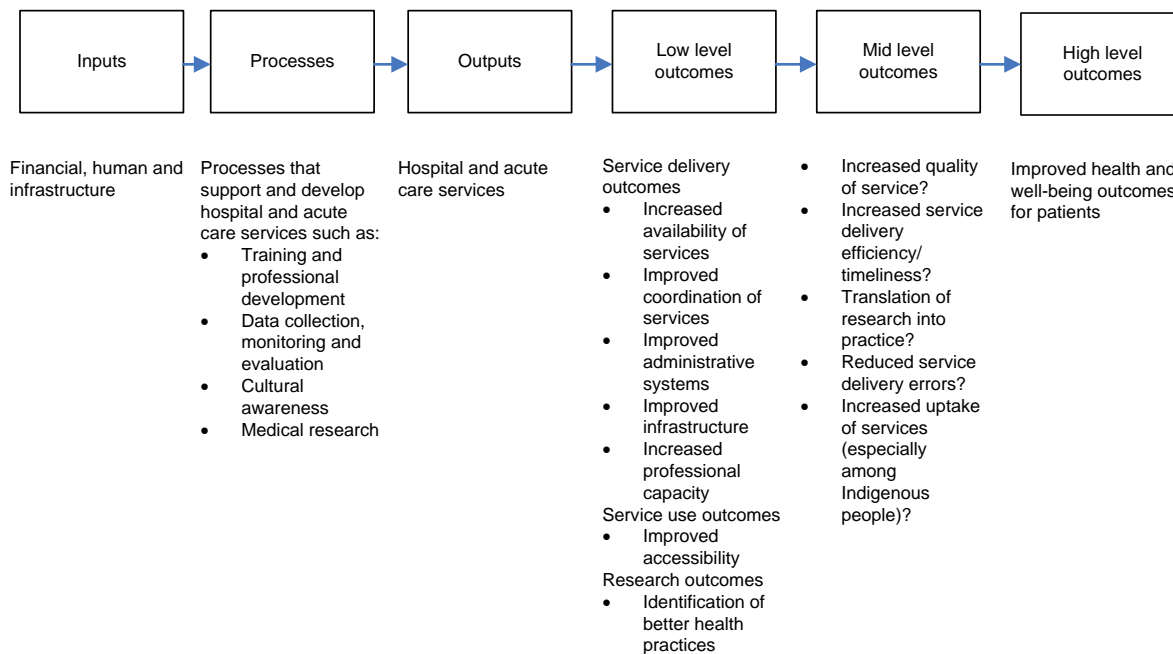 Inputs
Processes
Outputs
Low level
outcomes
Mid level
outcomes
High level
outcomes
Financial, human and
infrastructure
Processes that
support and develop
hospital and acute
care services such as:
• Training and
professional
development
• Data collection,
monitoring and
evaluation
• Cultural
awareness
• Medical research
Hospital and acute
care services
Service delivery
outcomes
• Increased
availability of
services
• Improved
coordination of
services
• Improved
administrative
systems
• Improved
infrastructure
• Increased
professional
capacity
Service use outcomes
• Improved
accessibility
Research outcomes
• Identification of
better health
practices
• Increased quality
of service?
• Increased service
delivery
efficiency/
timeliness?
• Translation of
research into
practice?
• Reduced service
delivery errors?
• Increased uptake
of services
(especially
among
Indigenous
people)?
Improved health and
well-being outcomes
for patients